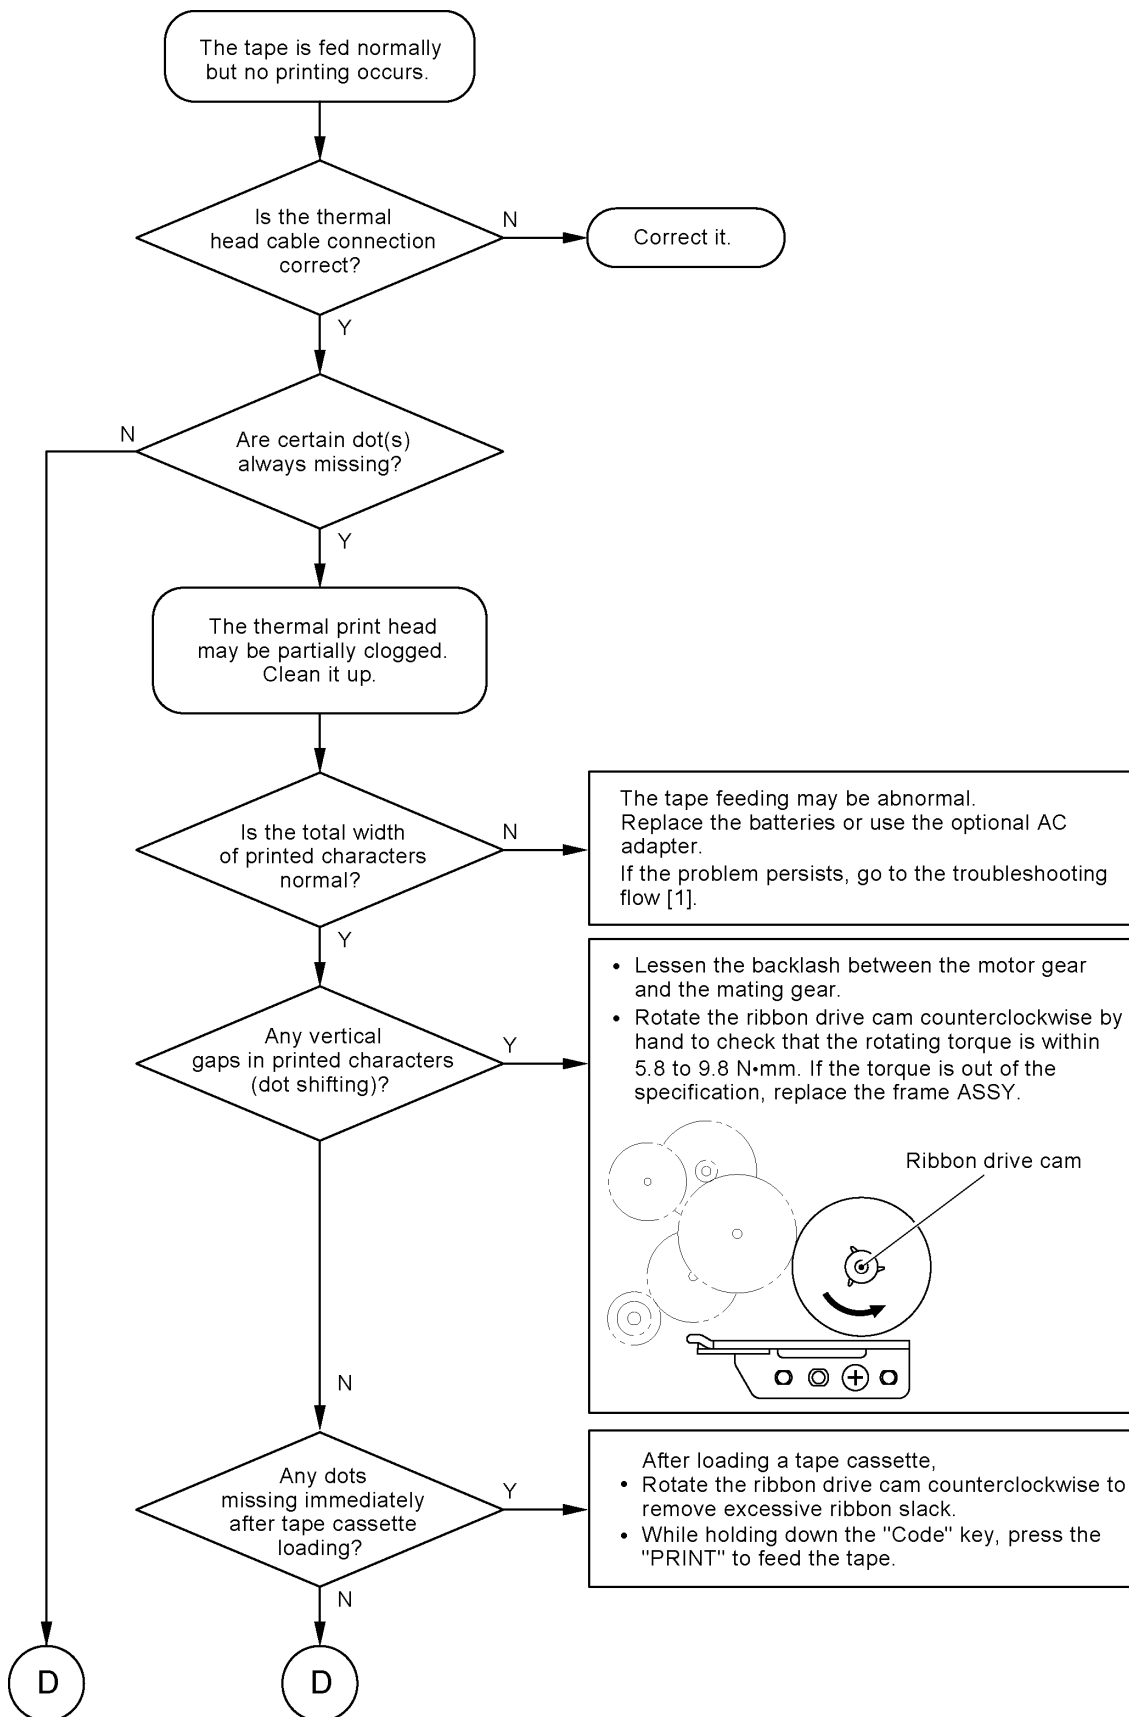 The tape is fed normally
but no printing occurs.
Is the thermal
head cable connection
correct?
N
Correct it.
Y
N
Are certain dot(s)
always missing?
Y
The thermal print head
may be partially clogged.
Clean it up.
Is the total width
of printed characters
normal?
N
The tape feeding may be abnormal.
Replace the batteries or use the optional AC
adapter.
If the problem persists, go to the troubleshooting
flow [1].
Y
Any vertical
gaps in printed characters
(dot shifting)?
Y
• Lessen the backlash between the motor gear
and the mating gear.
• Rotate the ribbon drive cam counterclockwise by
hand to check that the rotating torque is within
5.8 to 9.8 N•mm. If the torque is out of the
specification, replace the frame ASSY.
Ribbon drive cam
N
Any dots
missing immediately
after tape cassette
loading?
Y
After loading a tape cassette,
• Rotate the ribbon drive cam counterclockwise to
remove excessive ribbon slack.
• While holding down the "Code" key, press the
"PRINT" to feed the tape.
N
D
D